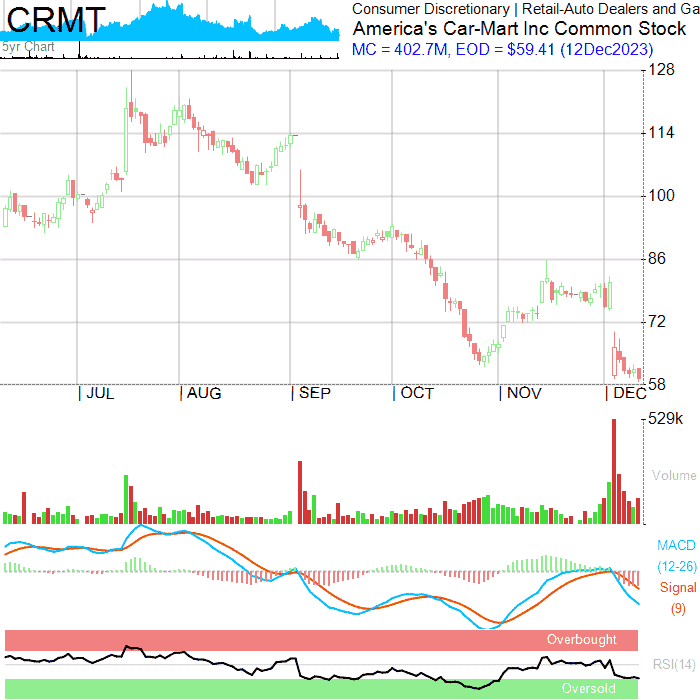 CRMT
5yr Chart
Consumer Discretionary | Retail-Auto Dealers and Ga
America's Car-Mart Inc Common Stock
MC = 402.7M, EOD = $59.41 (12Dec2023)
128
114
100
86
72
58
| JUL | AUG | SEP | OCT | NOV | DEC
529k
Volume
MACD
(12-26)
Signal
(9)
Overbought
RSI(14)
Oversold